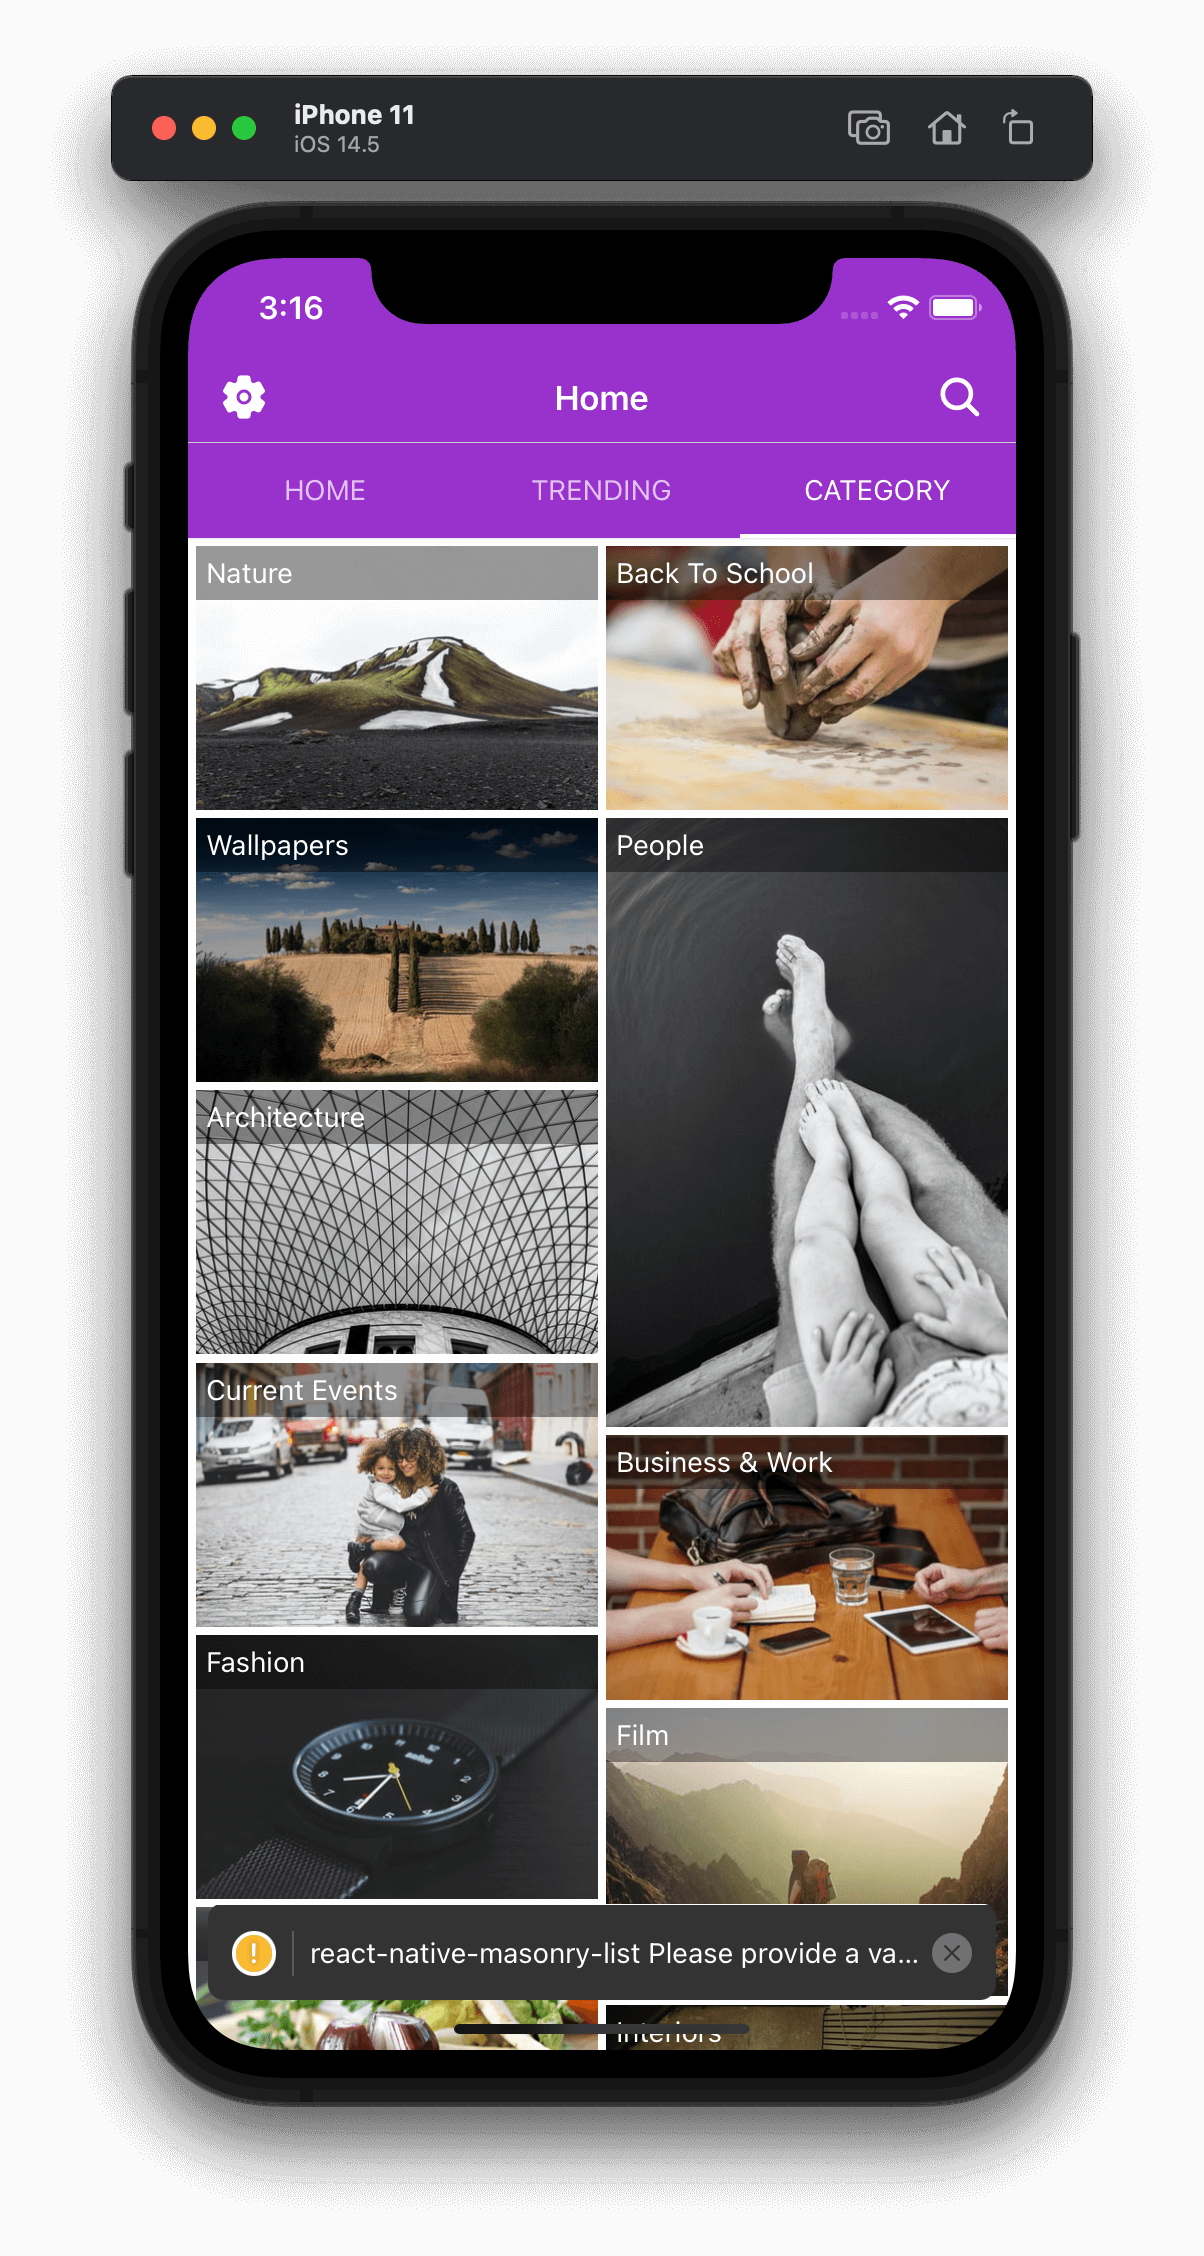 iPhone 11
iOS 14.5
3:16
Home
HOME
TRENDING
CATEGORY
Nature
Back To School
Wallpapers
People
Architecture
Current Events
Business & Work
Fashion
Film
react-native-masonry-list Please provide a va...
Interiors